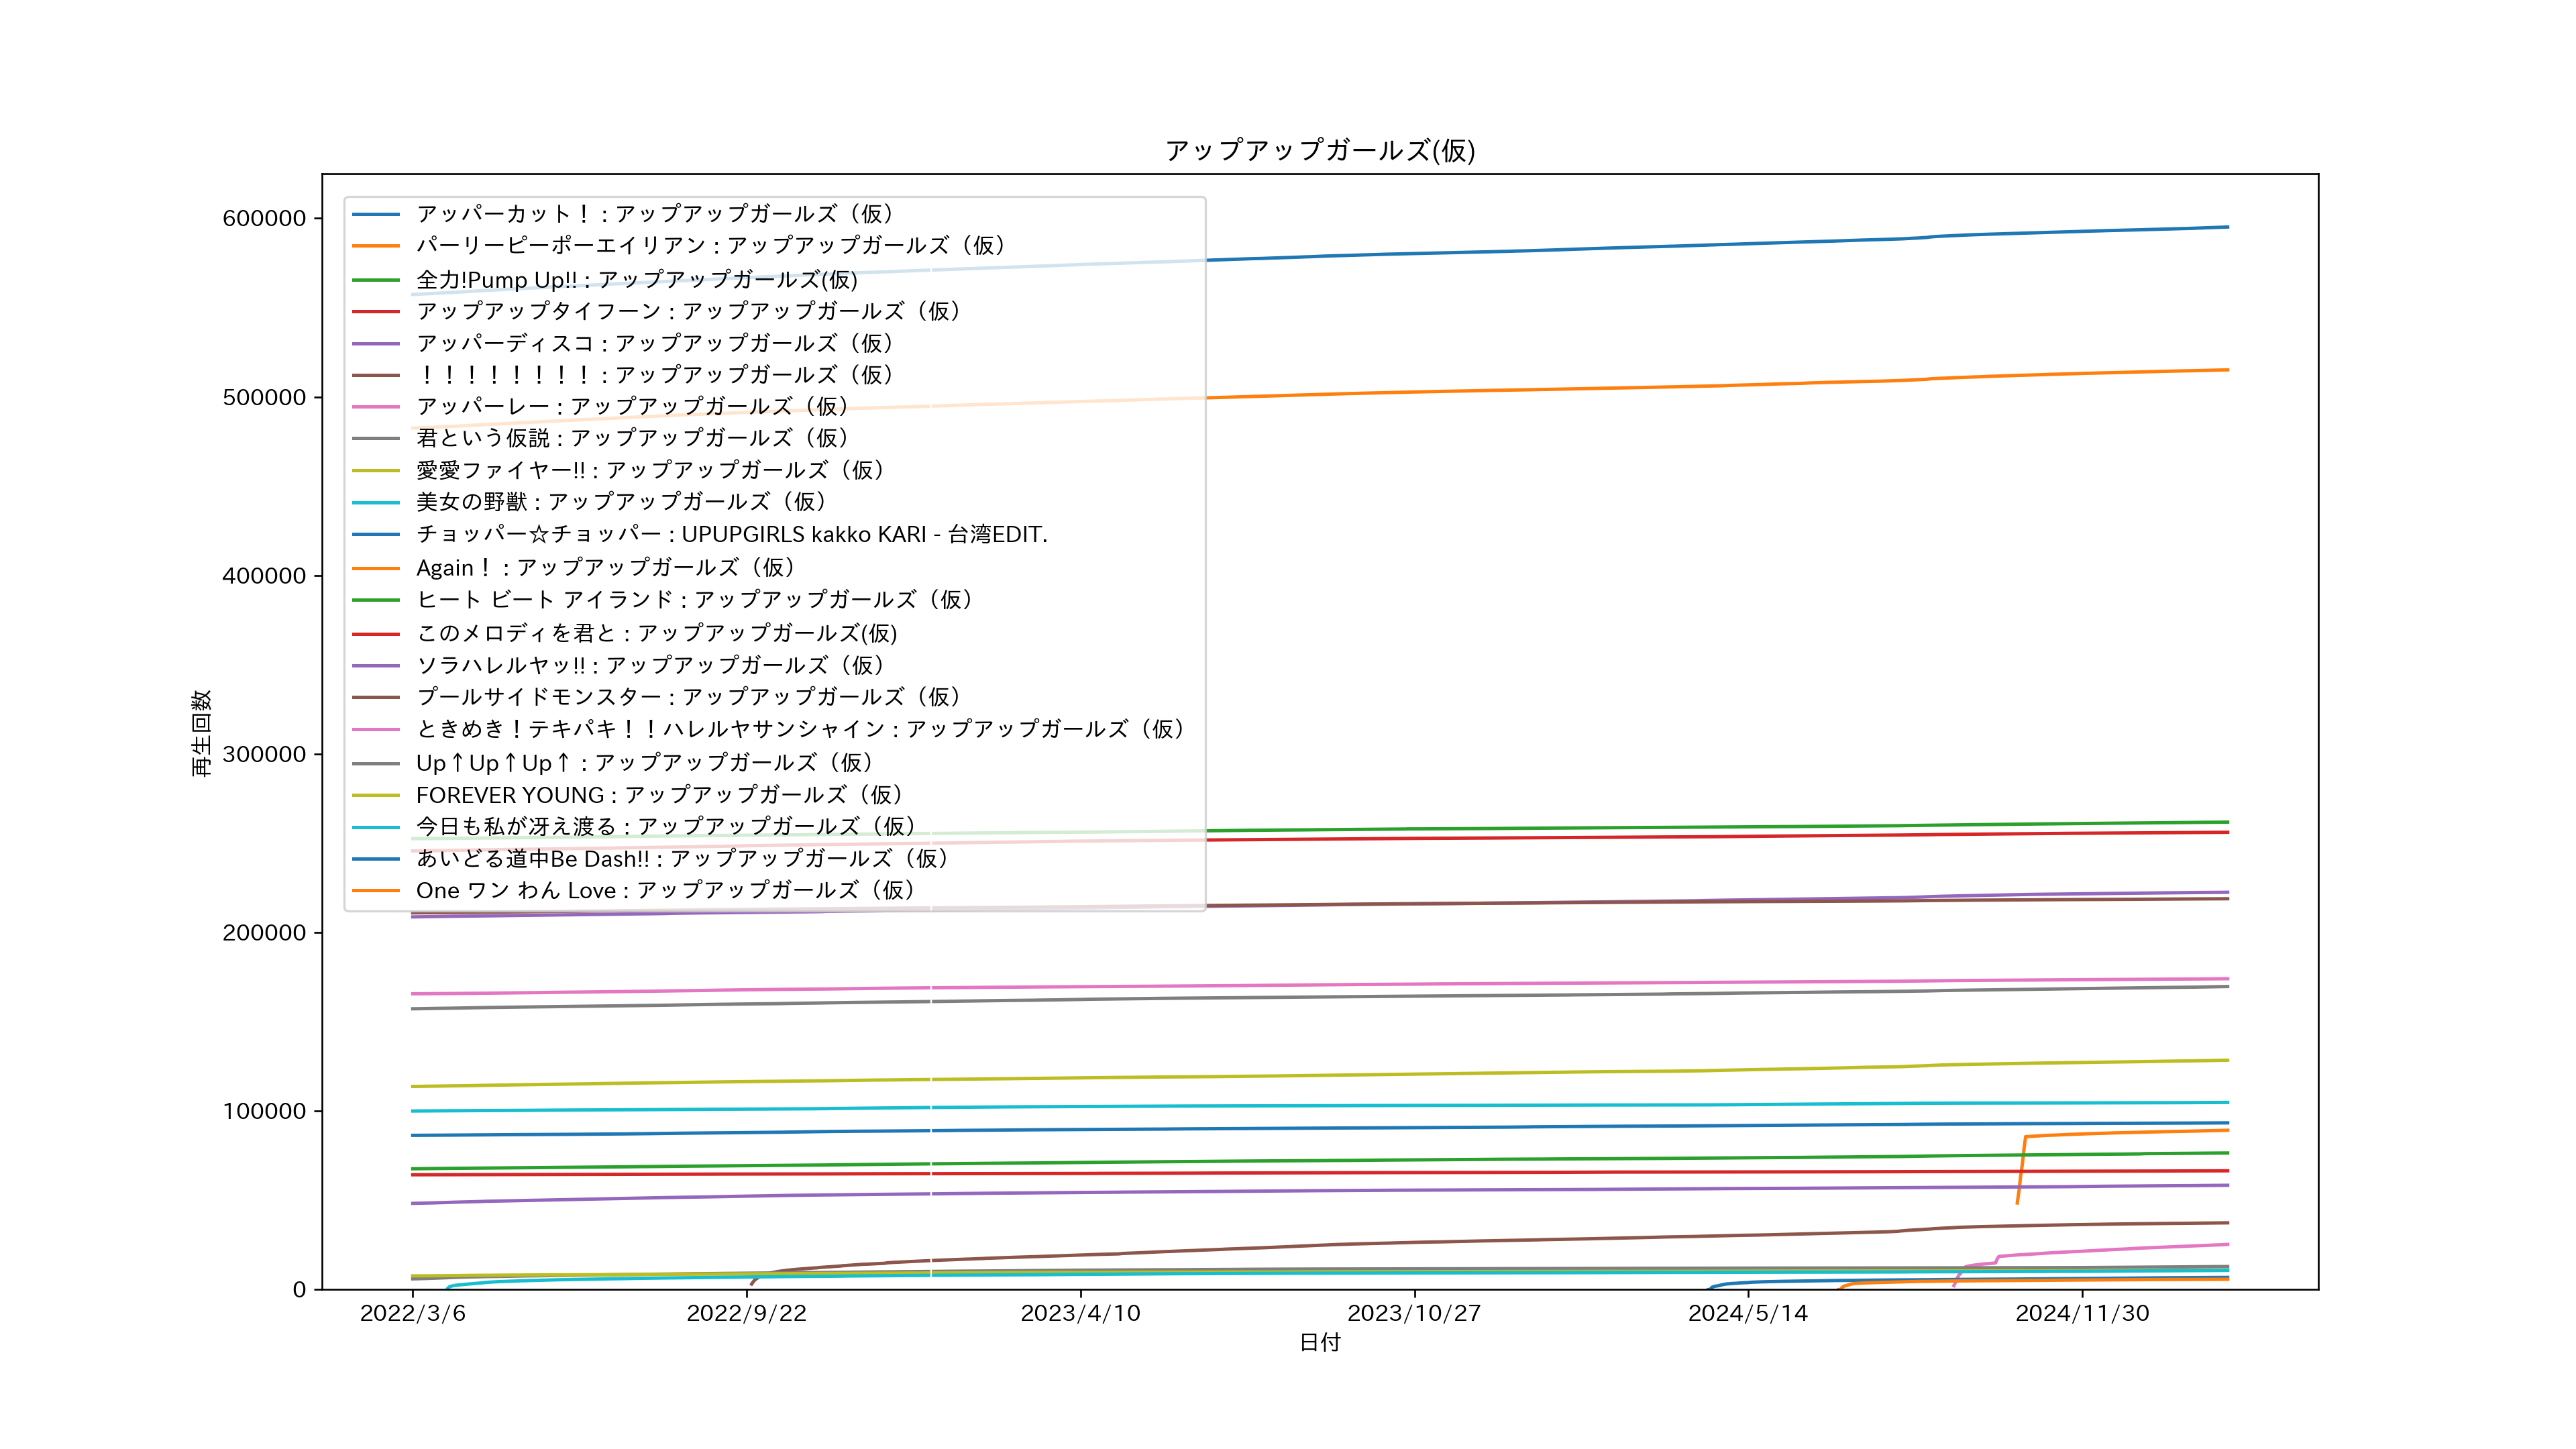 アップアップガールズ(仮)
アッパーカット！ : アップアップガールズ（仮）
パーリーピーポーエイリアン : アップアップガールズ（仮）
全力!Pump Up!! : アップアップガールズ(仮)
アップアップタイフーン : アップアップガールズ（仮）
アッパーディスコ : アップアップガールズ（仮）
！！！！！！！！ : アップアップガールズ（仮）
アッパーレー : アップアップガールズ（仮）
君という仮説 : アップアップガールズ（仮）
愛愛ファイヤー!! : アップアップガールズ（仮）
美女の野獣 : アップアップガールズ（仮）
チョッパー☆チョッパー : UPUPGIRLS kakko KARI - 台湾EDIT.
Again！ : アップアップガールズ（仮）
ヒート ビート アイランド : アップアップガールズ（仮）
このメロディを君と : アップアップガールズ(仮)
ソラハレルヤッ!! : アップアップガールズ（仮）
プールサイドモンスター : アップアップガールズ（仮）
ときめき！テキパキ！！ハレルヤサンシャイン : アップアップガールズ（仮）
Up↑Up↑Up↑ : アップアップガールズ（仮）
FOREVER YOUNG : アップアップガールズ（仮）
今日も私が冴え渡る : アップアップガールズ（仮）
あいどる道中Be Dash!! : アップアップガールズ（仮）
One ワン わん Love : アップアップガールズ（仮）
600000
500000
400000
300000
200000
100000
0
再生回数
2022/3/6
2022/9/22
2023/4/10
2023/10/27
2024/5/14
2024/11/30
日付